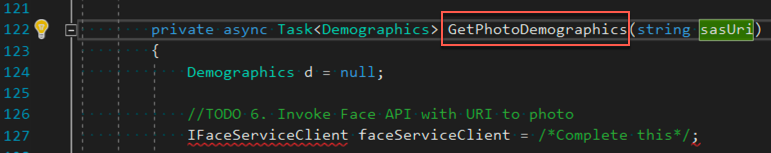 121
122 private async Task<Demographics> GetPhotoDemographics(string sasUri)
123 {
124 Demographics d = null;
125
126 //TODO 6. Invoke Face API with URI to photo
127 IFaceServiceClient faceServiceClient = /*Complete this*/;